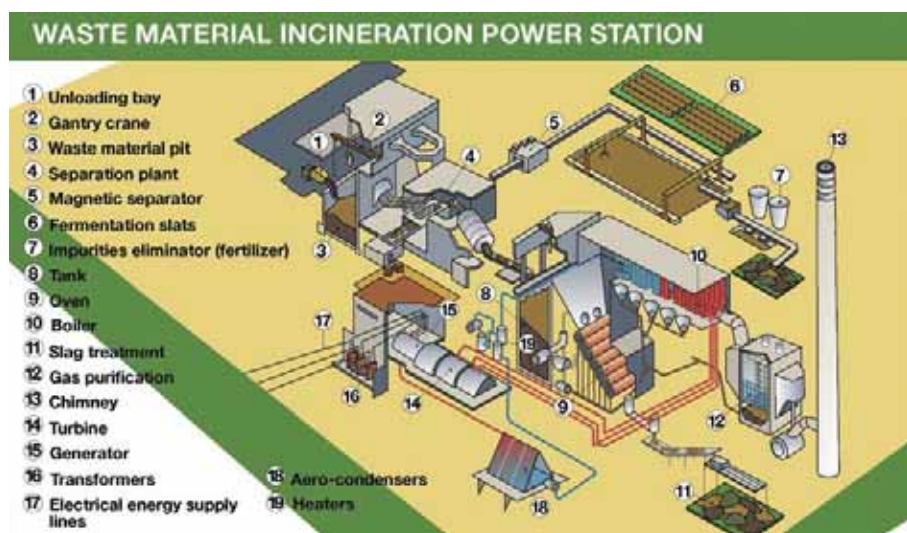 WASTE MATERIAL INCINERATION POWER STATION
1 Unloading bay
2 Gantry crane
3 Waste material pit
4 Separation plant
5 Magnetic separator
6 Fermentation slats
7 Impurities eliminator (fertilizer)
8 Tank
9 Oven
10 Boiler
11 Slag treatment
12 Gas purification
13 Chimney
14 Turbine
15 Generator
16 Transformers
17 Electrical energy supply
lines
18 Aero-condensers
19 Heaters
1
2
3
4
5
6
7
13
10
8
15
17
19
16
14
9
12
18
11